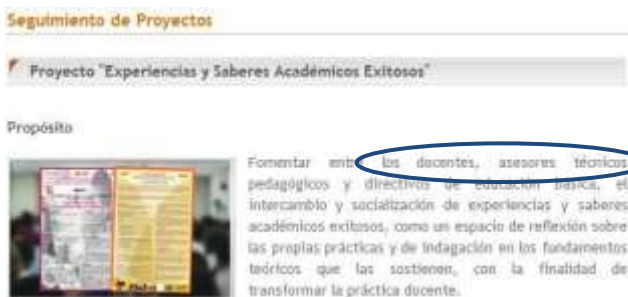 Seguimiento de Proyectos
Proyecto "Experiencias y Saberes Académicos Exitosos"
Propósito
Fomentar entre los docentes, asesores técnicos
pedagógicos y directivos de educación básica, el
intercambio y socialización de experiencias y saberes
académicos exitosos, como un espacio de reflexión sobre
las propias prácticas y de indagación en los fundamentos
teóricos que las sostienen, con la finalidad de
transformar la práctica docente.